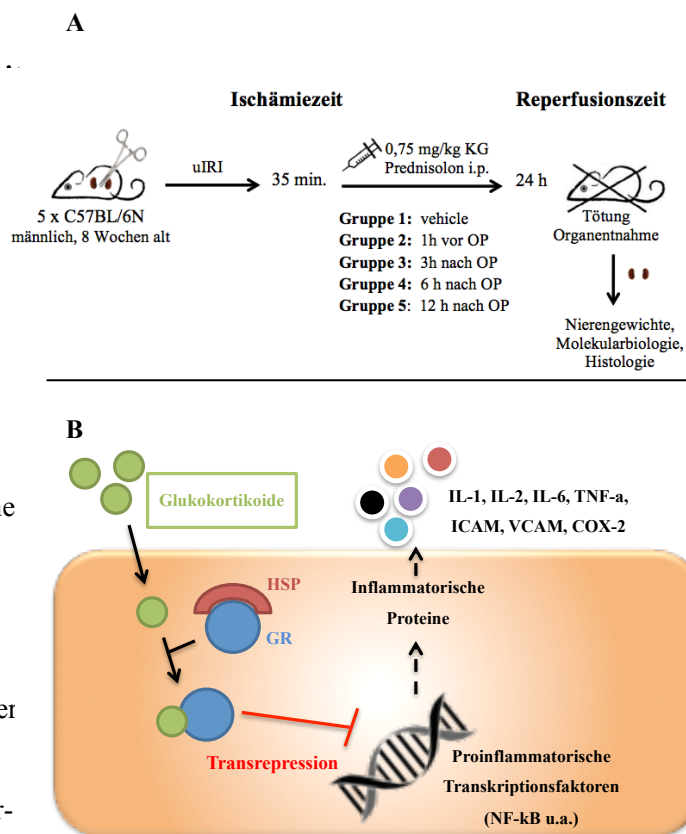 A
Ischämiezeit
Reperfusionszeit
uIRI
35 min.
0,75 mg/kg KG
Prednisolon i.p.
24 h
5 x C57BL/6N
männlich, 8 Wochen alt
Gruppe 1: vehicle
Gruppe 2: 1h vor OP
Gruppe 3: 3h nach OP
Gruppe 4: 6 h nach OP
Gruppe 5: 12 h nach OP
Tötung
Organentnahme
Nierengewichte,
Molekularbiologie,
Histologie
B
Glukokortikoide
IL-1, IL-2, IL-6, TNF-a,
ICAM, VCAM, COX-2
HSP
GR
Inflammatorische
Proteine
Transrepression
Proinflammatorische
Transkriptionsfaktoren
(NF-kB u.a.)